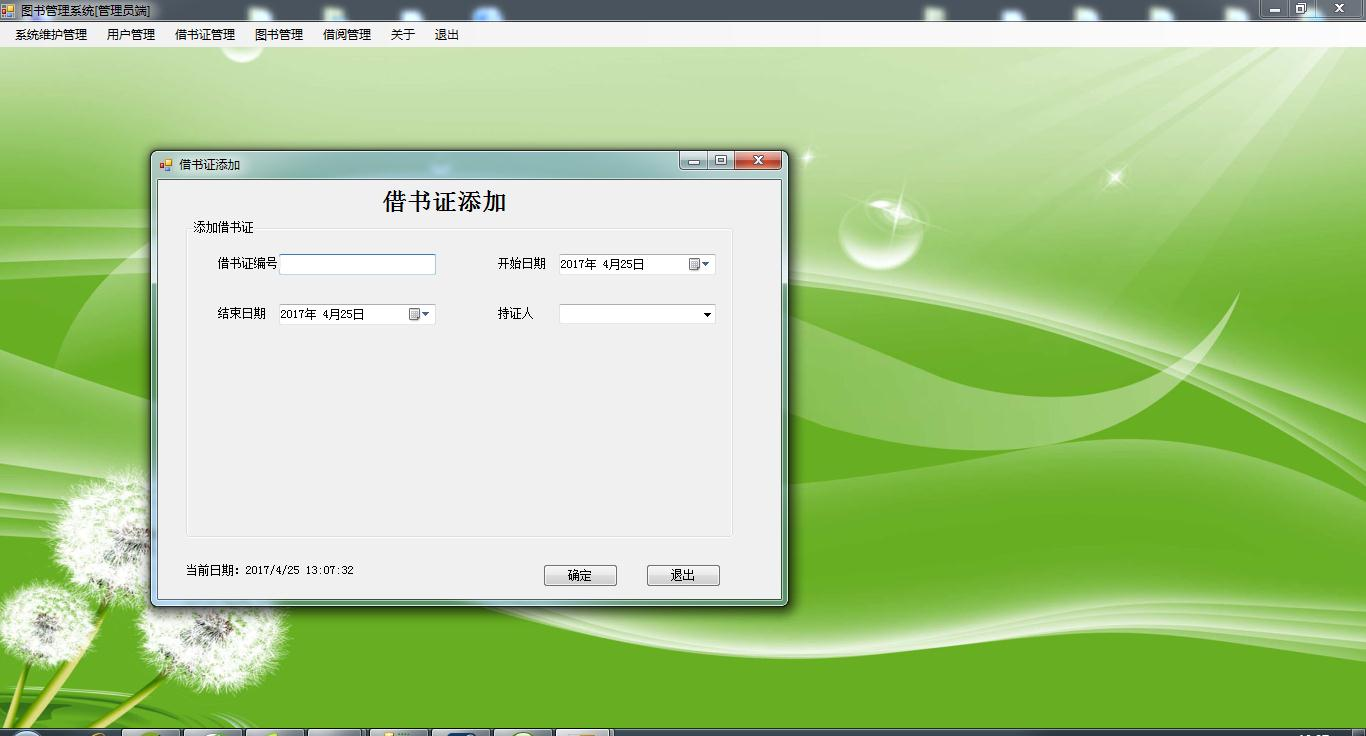 图书管理系统[管理员端]
系统维护管理 用户管理 借书证管理 图书管理 借阅管理 关于 退出
借书证添加
借书证添加
添加借书证
借书证编号 开始日期 2017年 4月25日
结束日期 2017年 4月25日 持证人
当前日期：2017/4/25 13:07:32 确定 退出